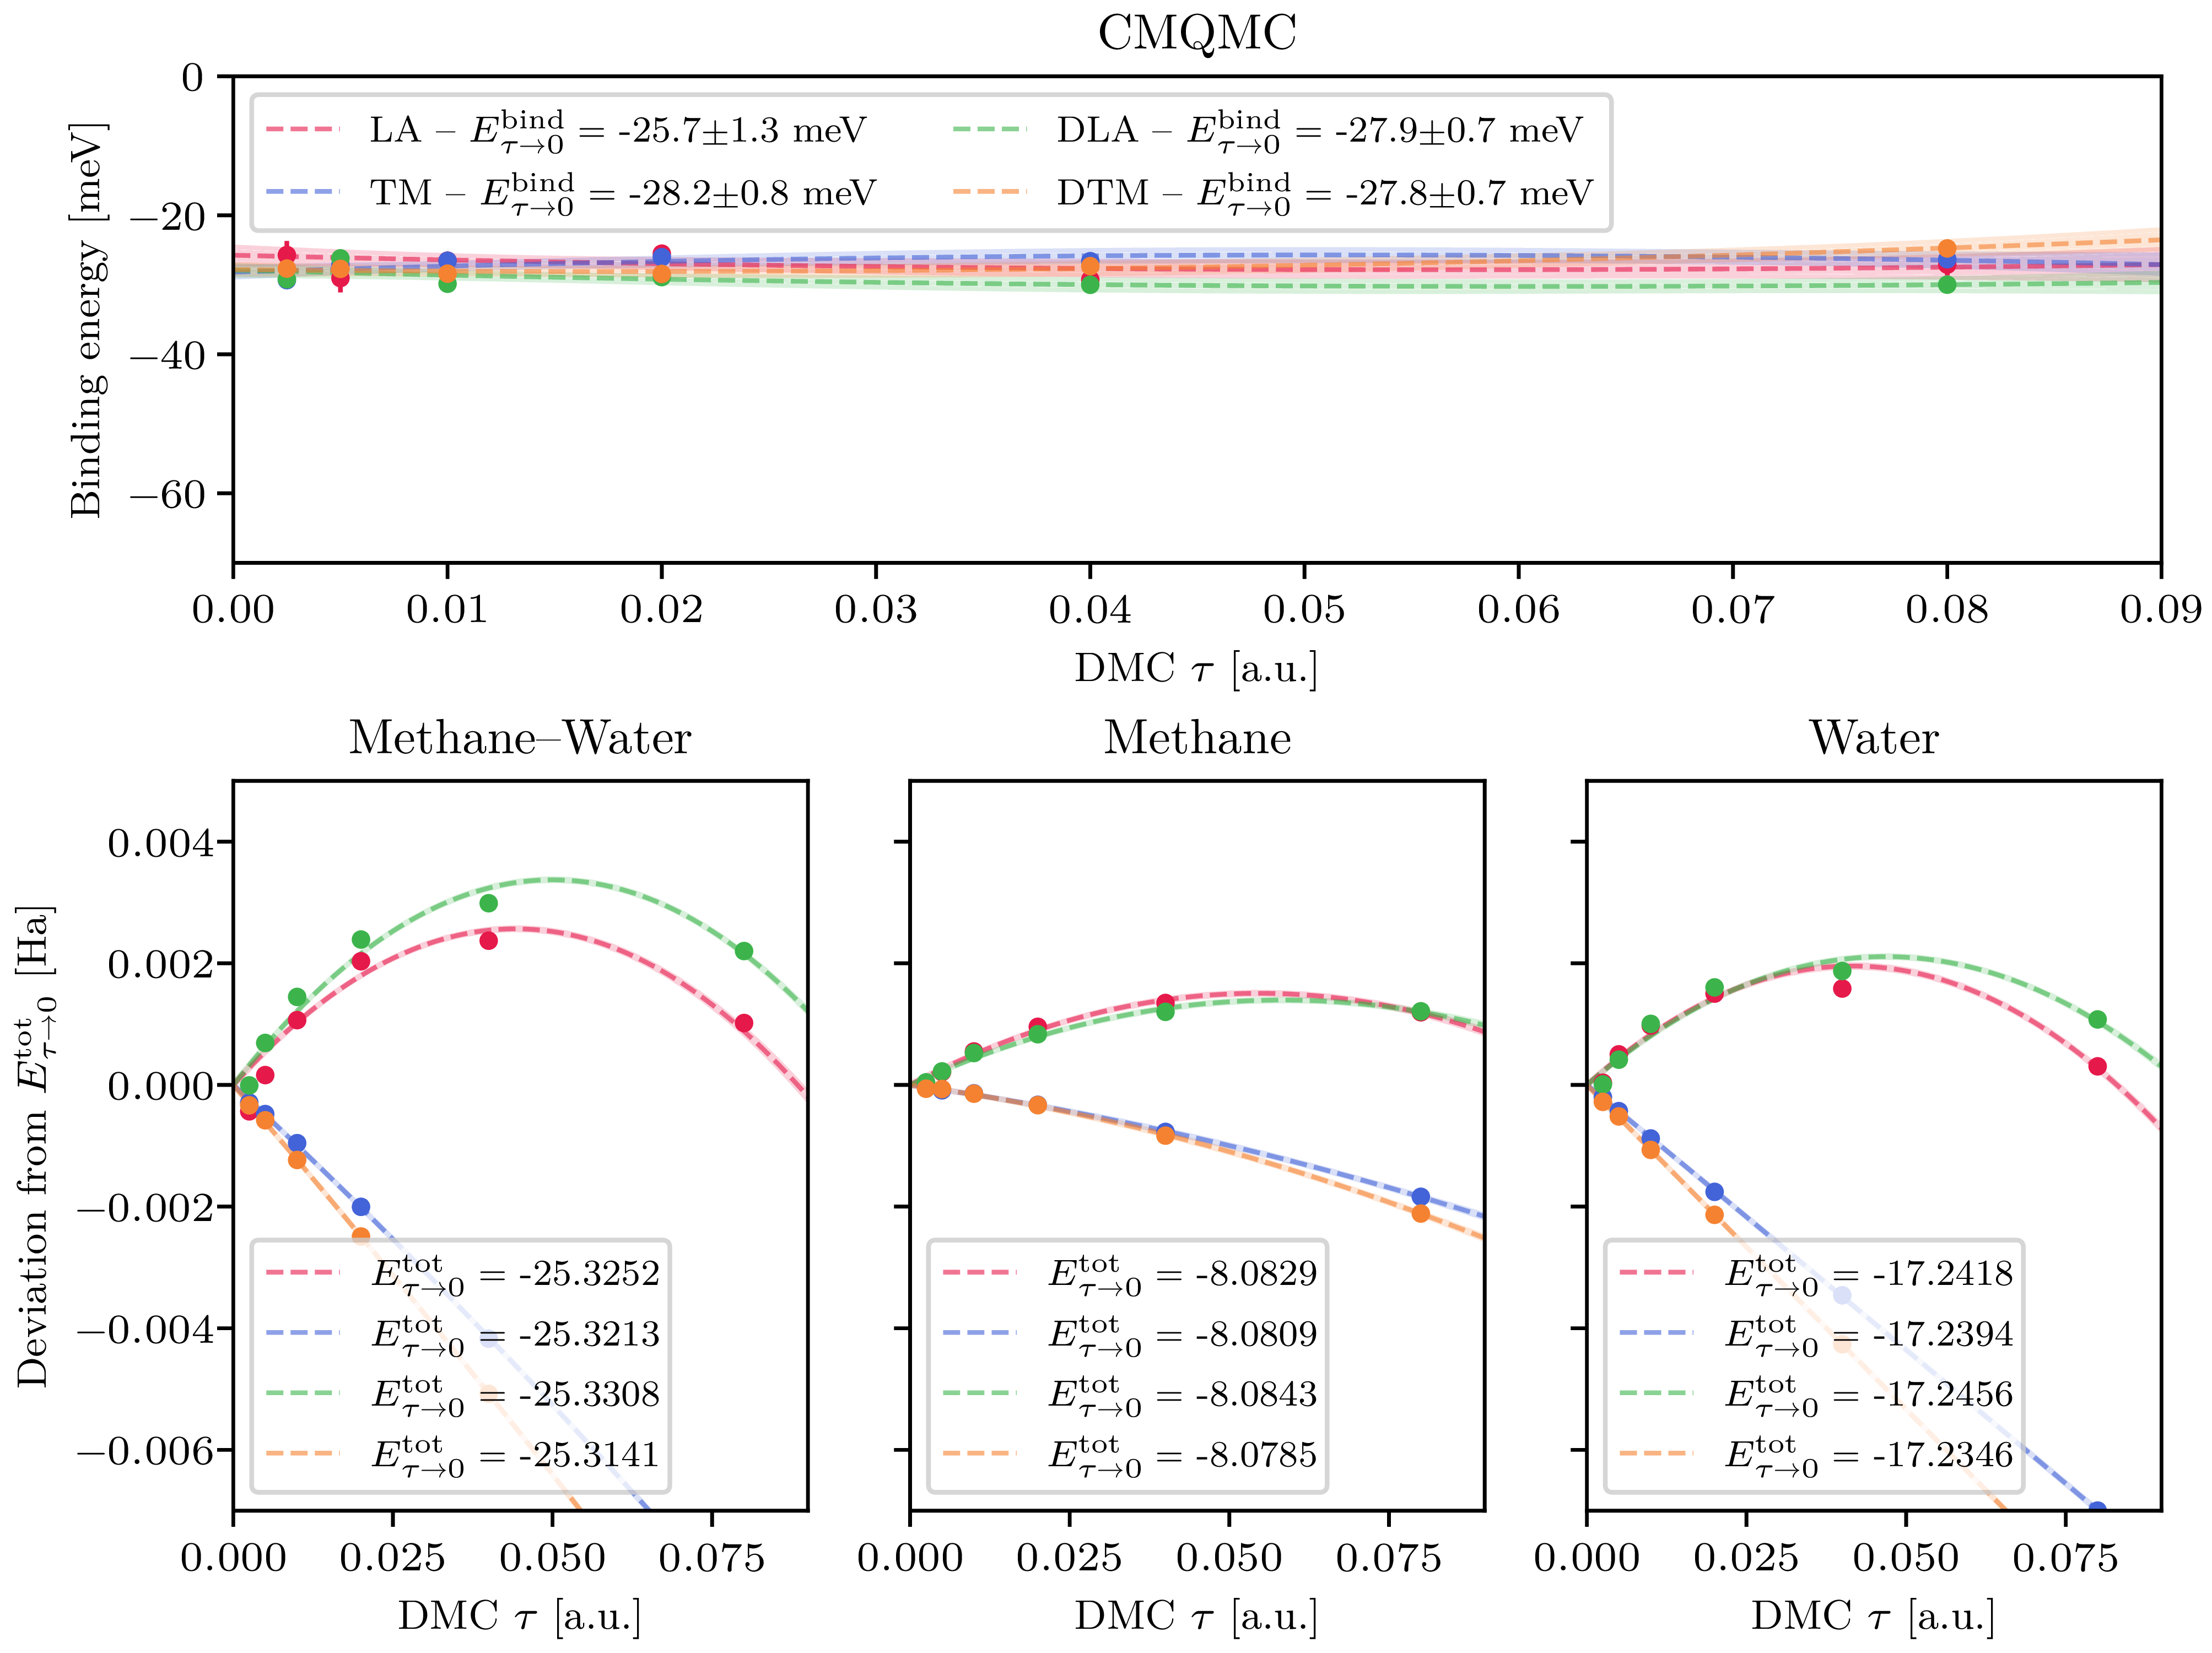 CMQMC
Binding energy [meV]
0
−20
−40
−60
LA – E^bind_τ→0 = -25.7±1.3 meV
TM – E^bind_τ→0 = -28.2±0.8 meV
DLA – E^bind_τ→0 = -27.9±0.7 meV
DTM – E^bind_τ→0 = -27.8±0.7 meV
0.00 0.01 0.02 0.03 0.04 0.05 0.06 0.07 0.08 0.09
DMC τ [a.u.]
Deviation from E^tot_τ→0 [Ha]
0.004
0.002
0.000
−0.002
−0.004
−0.006
Methane–Water
E^tot_τ→0 = -25.3252
E^tot_τ→0 = -25.3213
E^tot_τ→0 = -25.3308
E^tot_τ→0 = -25.3141
0.000 0.025 0.050 0.075
DMC τ [a.u.]
Methane
E^tot_τ→0 = -8.0829
E^tot_τ→0 = -8.0809
E^tot_τ→0 = -8.0843
E^tot_τ→0 = -8.0785
0.000 0.025 0.050 0.075
DMC τ [a.u.]
Water
E^tot_τ→0 = -17.2418
E^tot_τ→0 = -17.2394
E^tot_τ→0 = -17.2456
E^tot_τ→0 = -17.2346
0.000 0.025 0.050 0.075
DMC τ [a.u.]